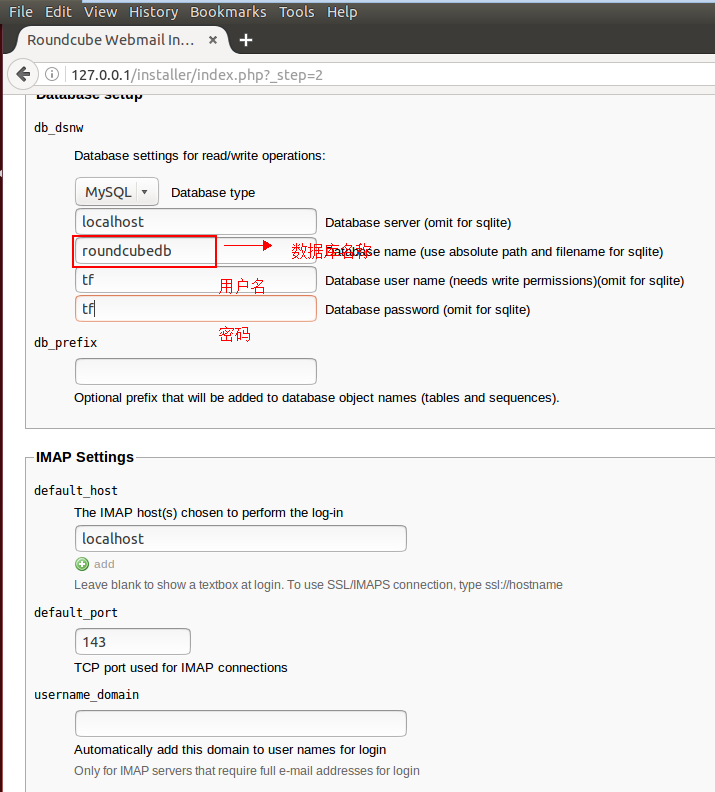 File Edit View History Bookmarks Tools Help
Roundcube Webmail In... × +
127.0.0.1/installer/index.php?_step=2
Database setup
db_dsnw
Database settings for read/write operations:
MySQL Database type
localhost Database server (omit for sqlite)
roundcubedb 数据库名称 Database name (use absolute path and filename for sqlite)
tf 用户名 Database user name (needs write permissions)(omit for sqlite)
tf Database password (omit for sqlite)
密码
db_prefix
Optional prefix that will be added to database object names (tables and sequences).
IMAP Settings
default_host
The IMAP host(s) chosen to perform the log-in
localhost
add
Leave blank to show a textbox at login. To use SSL/IMAPS connection, type ssl://hostname
default_port
143
TCP port used for IMAP connections
username_domain
Automatically add this domain to user names for login
Only for IMAP servers that require full e-mail addresses for login